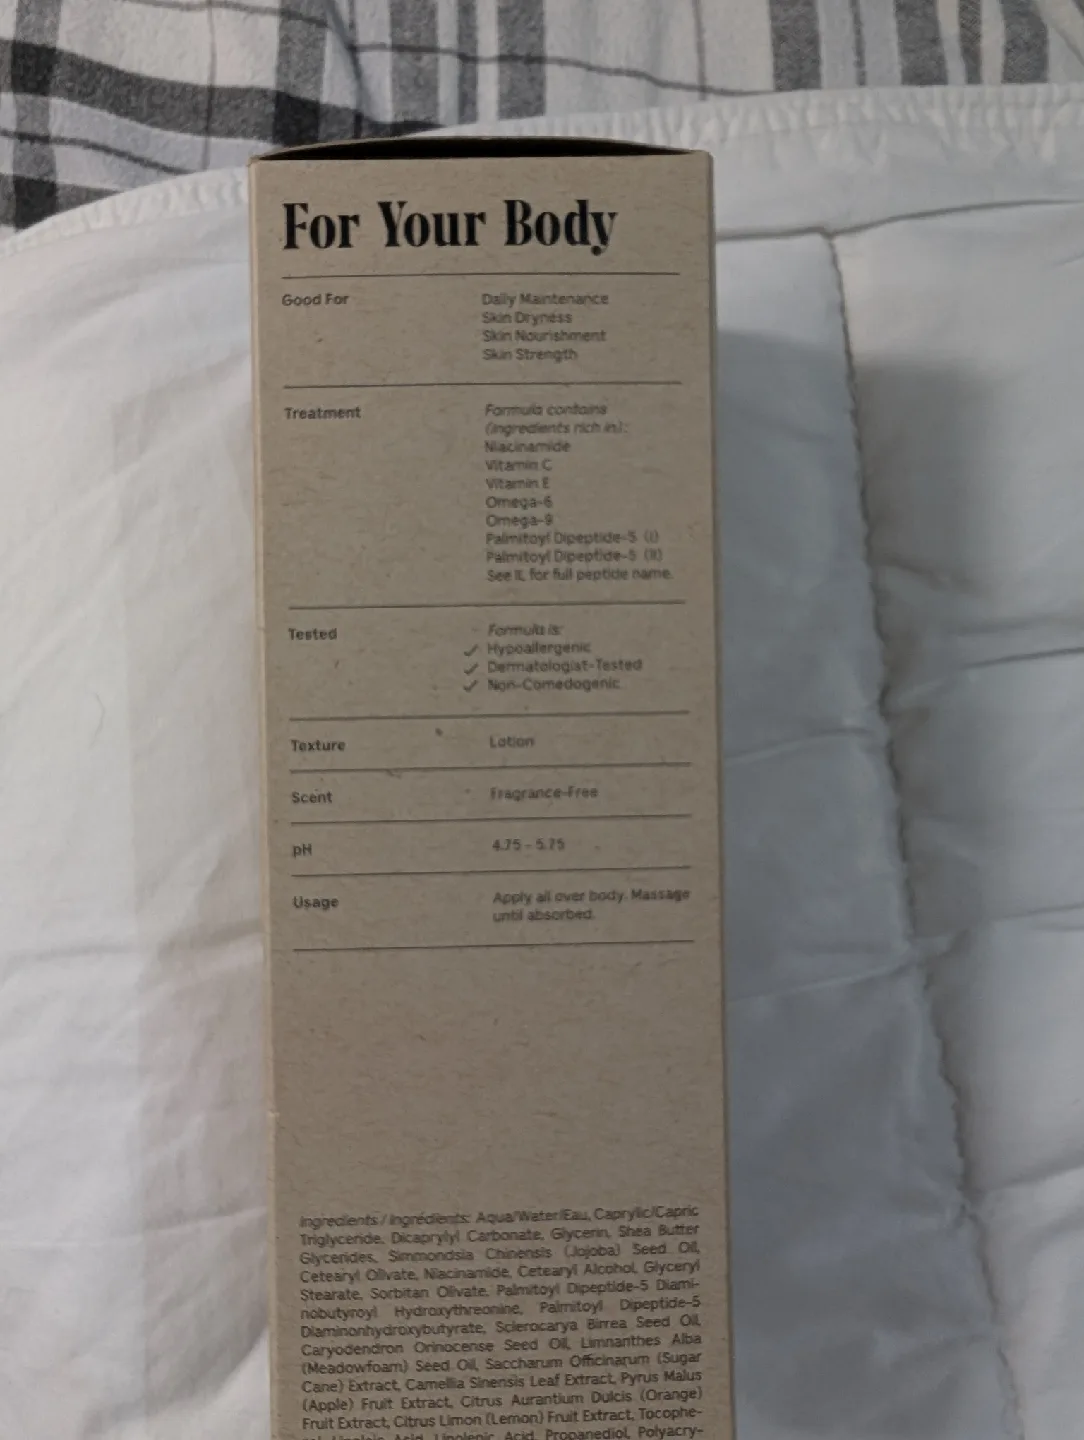 For Your Body
Good For
Daily Maintenance
Skin Dryness
Skin Nourishment
Skin Strength
Treatment
Formula contains
(ingredients rich in):
Niacinamide
Vitamin C
Vitamin E
Omega-6
Omega-9
Palmitoyl Dipeptide-5 (I)
Palmitoyl Dipeptide-5 (II)
See IL for full peptide name.
Tested
Formula is:
✓ Hypoallergenic
✓ Dermatologist-Tested
✓ Non-Comedogenic
Texture
Lotion
Scent
Fragrance-Free
pH
4.75 - 5.75
Usage
Apply all over body. Massage
until absorbed.
Ingredients / Ingrédients: Aqua/Water/Eau, Caprylic/Capric
Triglyceride, Dicaprylyl Carbonate, Glycerin, Shea Butter
Glycerides, Simmondsia Chinensis (Jojoba) Seed Oil,
Cetearyl Olivate, Niacinamide, Cetearyl Alcohol, Glyceryl
Stearate, Sorbitan Olivate, Palmitoyl Dipeptide-5 Diami-
nobutyroyl Hydroxythreonine, Palmitoyl Dipeptide-5
Diaminonhydroxybutyrate, Sclerocarya Birrea Seed Oil,
Caryodendron Orinocense Seed Oil, Limnanthes Alba
(Meadowfoam) Seed Oil, Saccharum Officinarum (Sugar
Cane) Extract, Camellia Sinensis Leaf Extract, Pyrus Malus
(Apple) Fruit Extract, Citrus Aurantium Dulcis (Orange)
Fruit Extract, Citrus Limon (Lemon) Fruit Extract, Tocophe-
Linoleic Acid, Linolenic Acid, Propanediol, Polyacry-